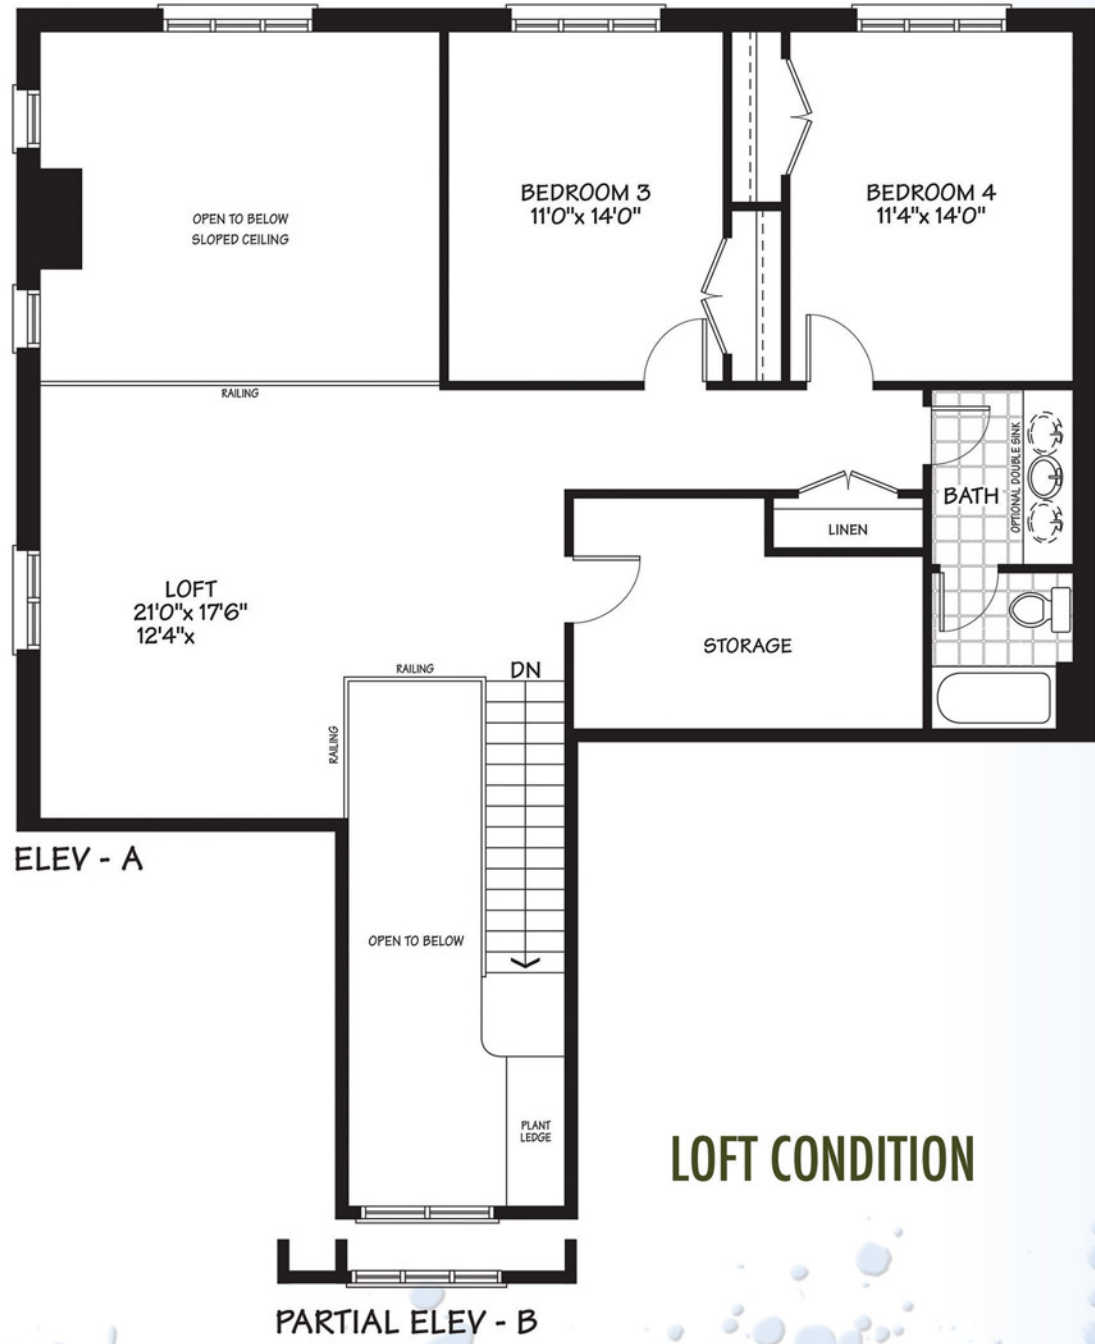 OPEN TO BELOW
SLOPED CEILING
BEDROOM 3
11'0"x 14'0"
BEDROOM 4
11'4"x 14'0"
RAILING
OPTIONAL DOUBLE SINK
BATH
LINEN
LOFT
21'0"x 17'6"
12'4"x
STORAGE
RAILING
DN
RAILING
ELEV - A
OPEN TO BELOW
PLANT
LEDGE
LOFT CONDITION
PARTIAL ELEV - B